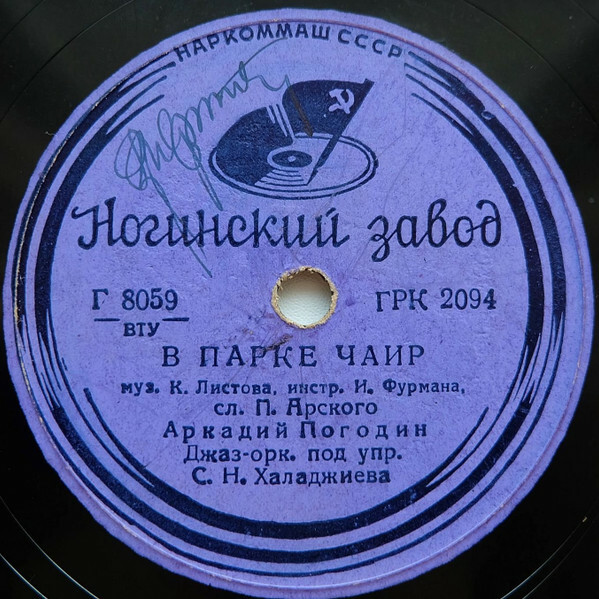 НАРКОММАШ СССР
Ногинский завод
Г 8059
ВТУ
ГРК 2094
В ПАРКЕ ЧАИР
муз. К. Листова, инстр. И. Фурмана,
сл. П. Ярского
Аркадий Погодин
Джаз-орк. под упр.
С. Н. Халаджиева